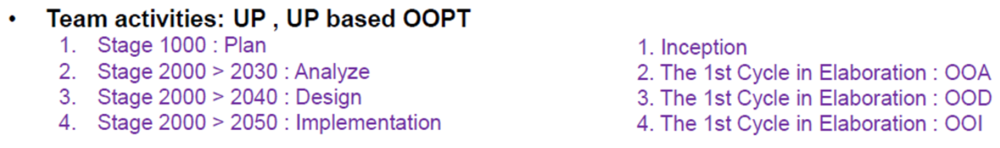 • Team activities: UP , UP based OOPT
1. Stage 1000 : Plan
2. Stage 2000 > 2030 : Analyze
3. Stage 2000 > 2040 : Design
4. Stage 2000 > 2050 : Implementation
1. Inception
2. The 1st Cycle in Elaboration : OOA
3. The 1st Cycle in Elaboration : OOD
4. The 1st Cycle in Elaboration : OOI